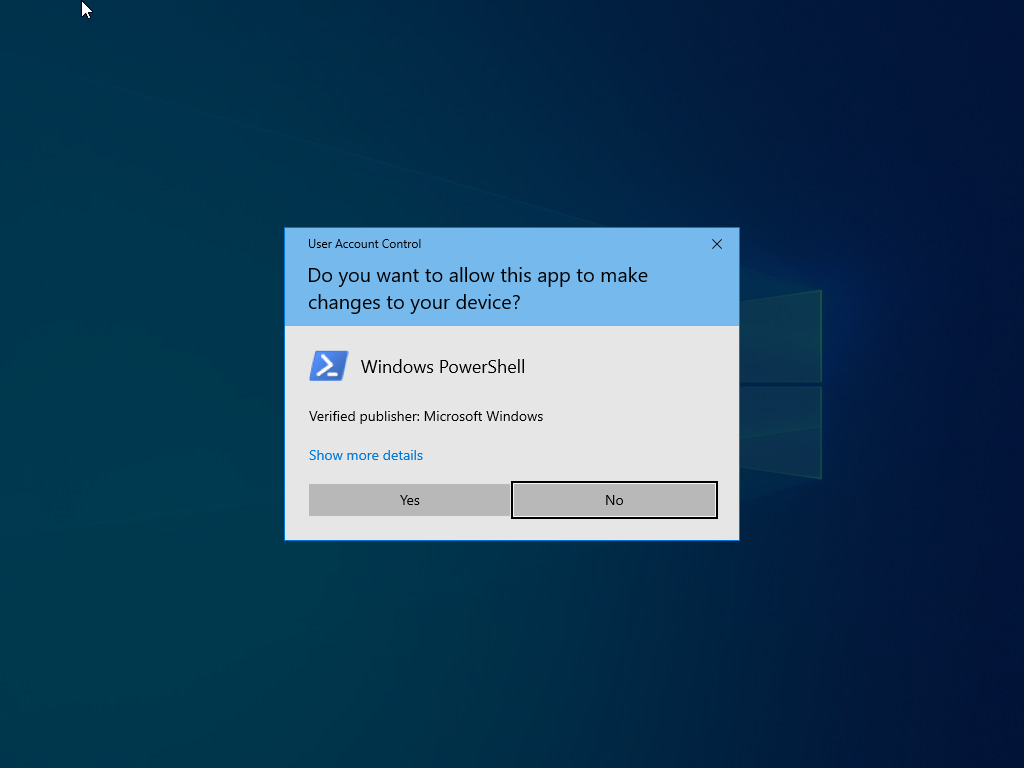 User Account Control
Do you want to allow this app to make
changes to your device?
Windows PowerShell
Verified publisher: Microsoft Windows
Show more details
Yes
No